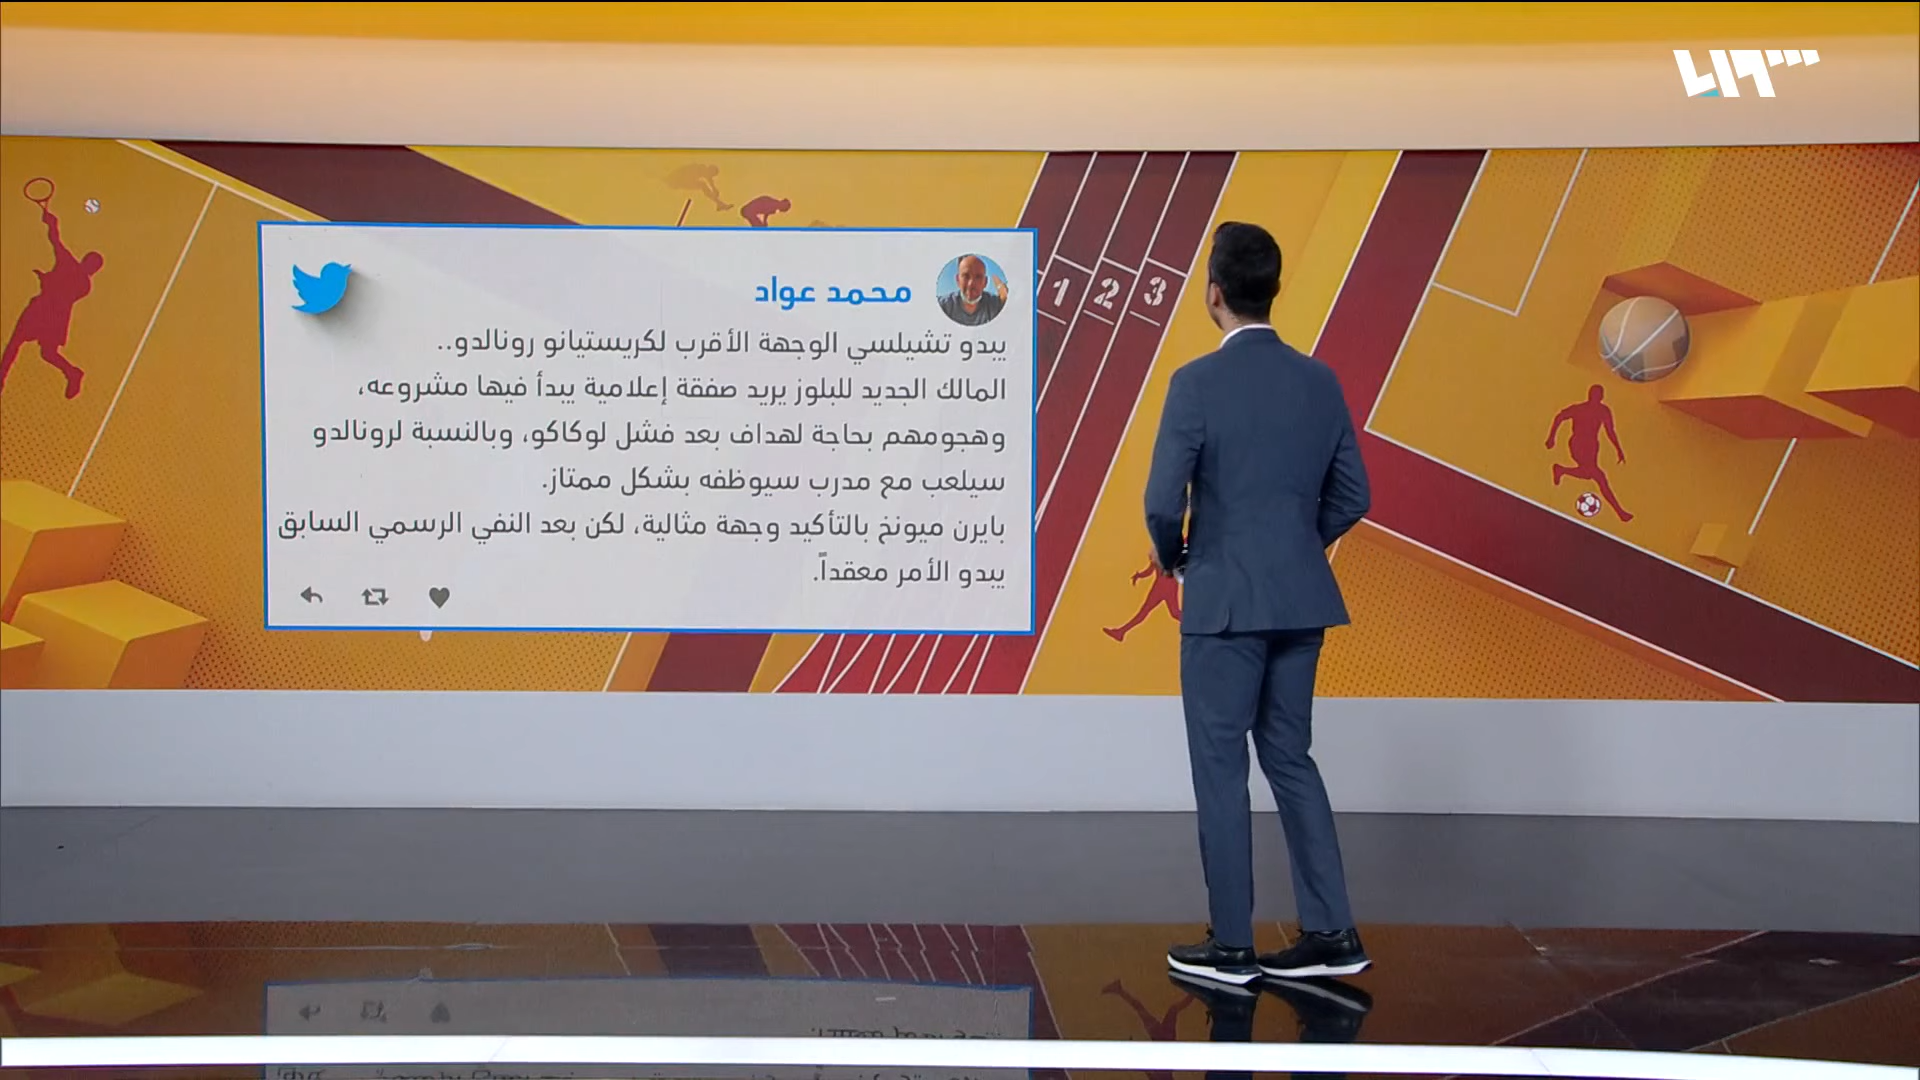 محمد عواد
يبدو تشيلسي الوجهة الأقرب لكريستيانو رونالدو..
المالك الجديد للبلوز يريد صفقة إعلامية يبدأ فيها مشروعه،
وهجومهم بحاجة لهداف بعد فشل لوكاكو، وبالنسبة لرونالدو
سيلعب مع مدرب سيوظفه بشكل ممتاز.
بايرن ميونخ بالتأكيد وجهة مثالية، لكن بعد النفي الرسمي السابق
يبدو الأمر معقداً.
1 2 3